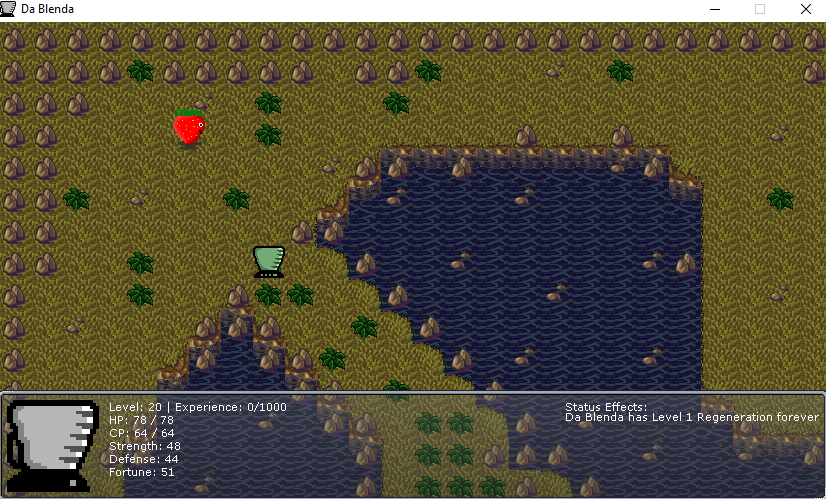 Da Blenda
Level: 20 | Experience: 0/1000
HP: 78 / 78
CP: 64 / 64
Strength: 48
Defense: 44
Fortune: 51
Status Effects:
Da Blenda has Level 1 Regeneration forever